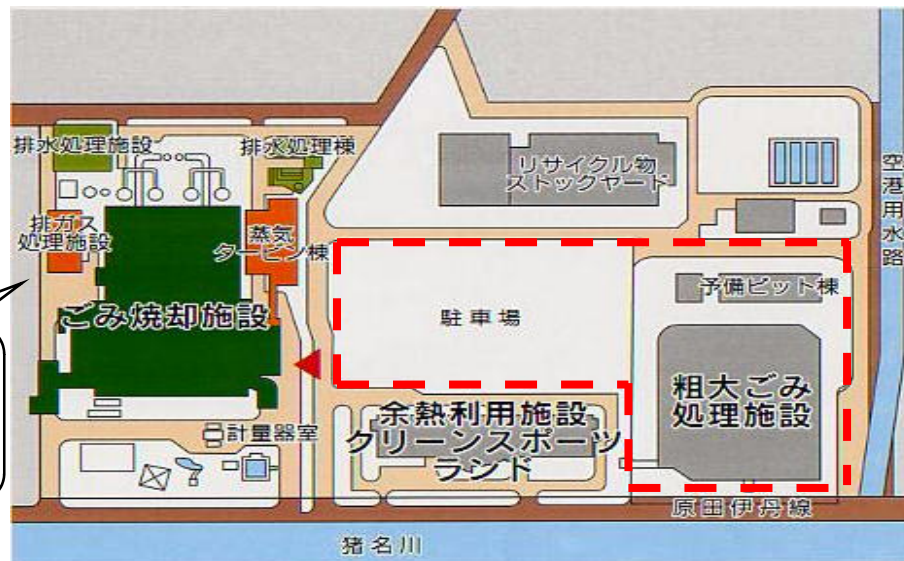 排水処理施設
排水処理棟
リサイクル物
ストックヤード
空港用水路
排ガス
処理施設
蒸気
タービン棟
予備ピット棟
ごみ焼却施設
駐車場
粗大ごみ
処理施設
余熱利用施設
クリーンスポーツ
ランド
計量器室
原田伊丹線
猪名川